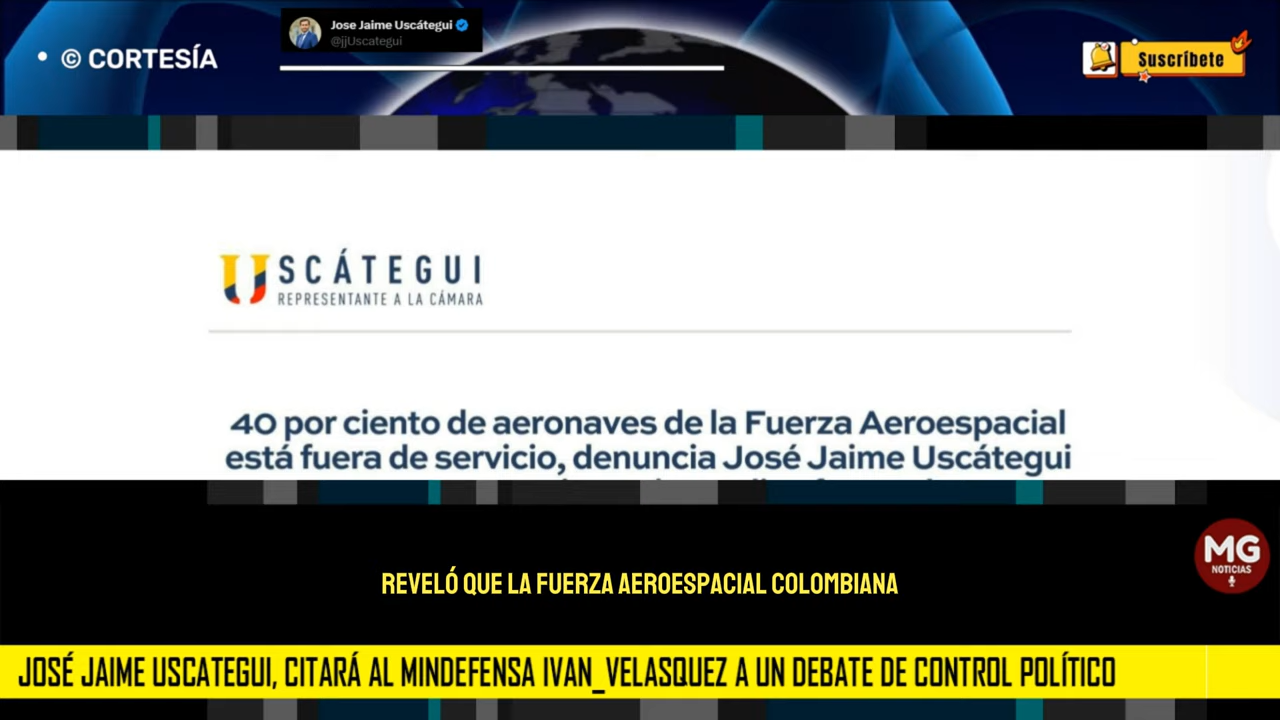 • © CORTESÍA
Jose Jaime Uscátegui
@jjUscategui
Suscríbete
USCÁTEGUI
REPRESENTANTE A LA CÁMARA
40 por ciento de aeronaves de la Fuerza Aeroespacial
está fuera de servicio, denuncia José Jaime Uscátegui
MG
NOTICIAS
REVELÓ QUE LA FUERZA AEROESPACIAL COLOMBIANA
JOSÉ JAIME USCATEGUI, CITARÁ AL MINDEFENSA IVAN_VELASQUEZ A UN DEBATE DE CONTROL POLÍTICO